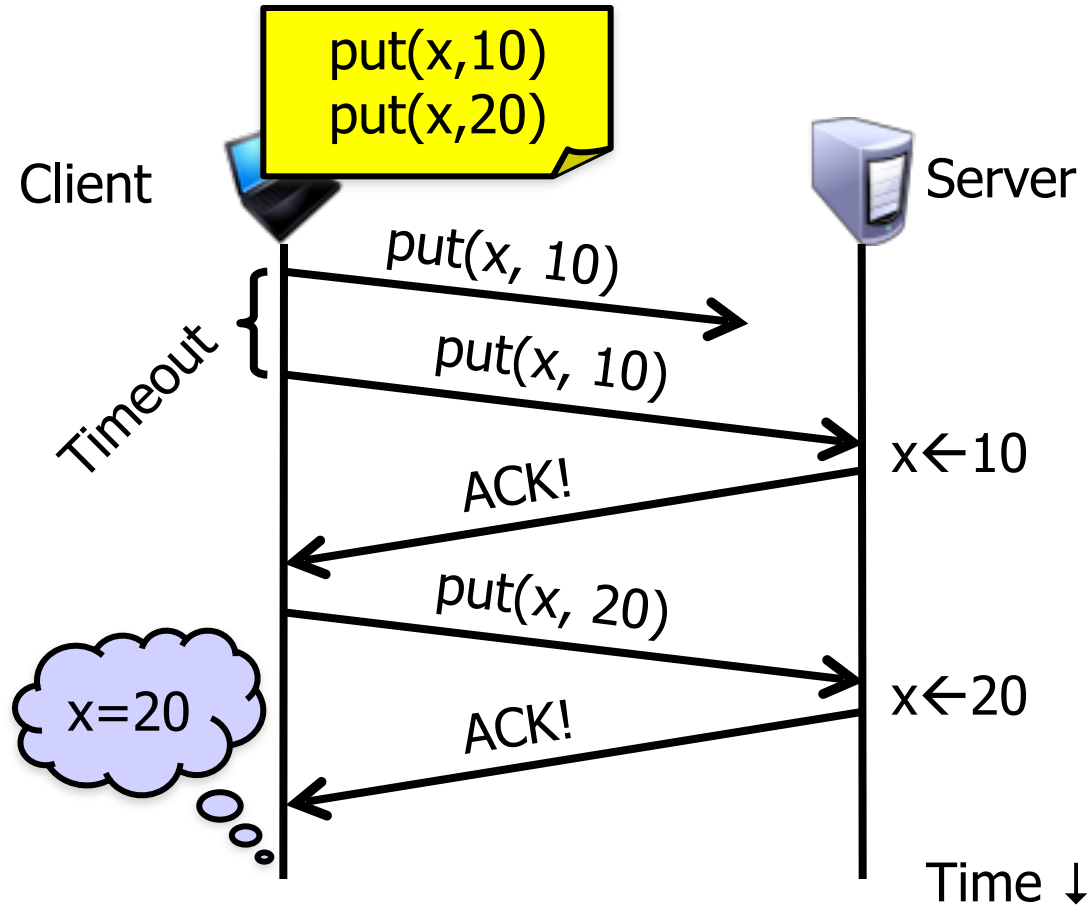 put(x,10)
put(x,20)
Client
Server
put(x, 10)
Timeout
put(x, 10)
x←10
ACK!
put(x, 20)
x=20
x←20
ACK!
Time ↓